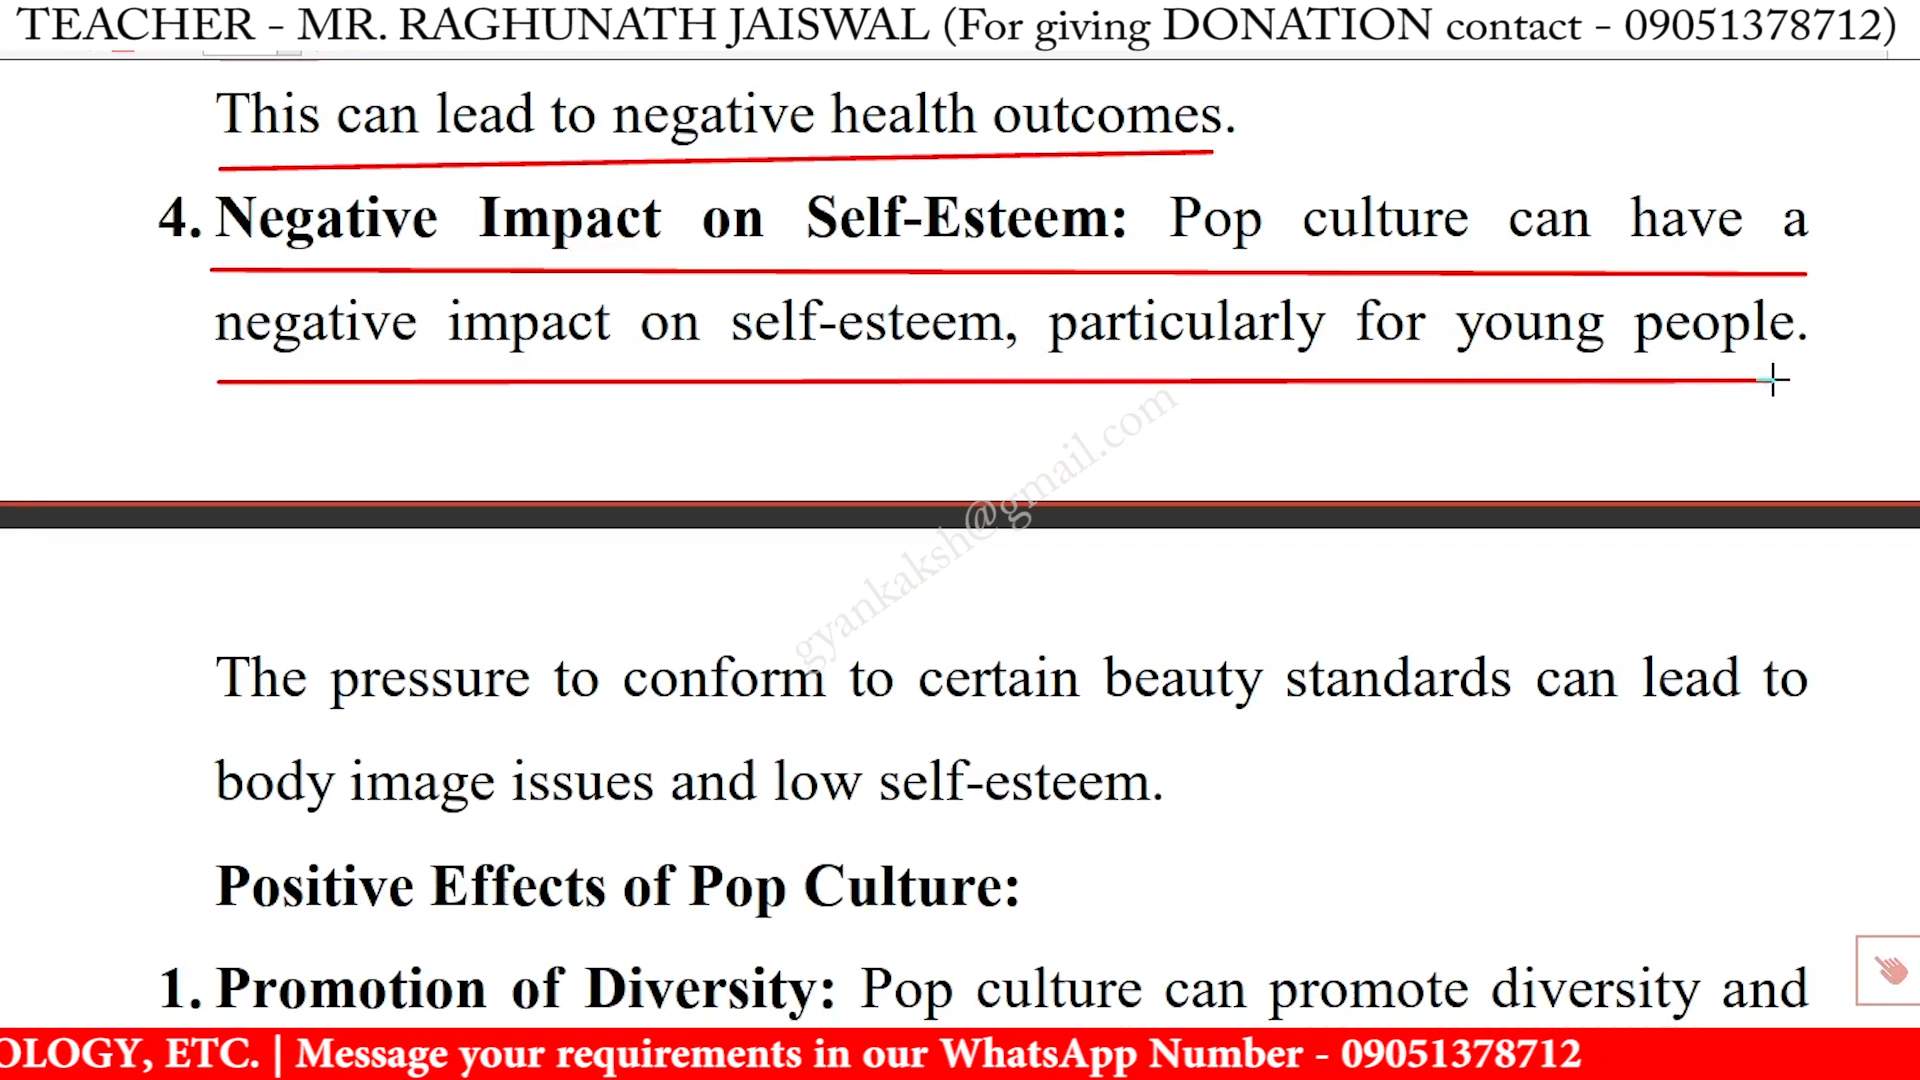 TEACHER - MR. RAGHUNATH JAISWAL (For giving DONATION contact - 09051378712)
This can lead to negative health outcomes.
4. Negative Impact on Self-Esteem: Pop culture can have a
negative impact on self-esteem, particularly for young people.
gyankaksh@gmail.com
The pressure to conform to certain beauty standards can lead to
body image issues and low self-esteem.
Positive Effects of Pop Culture:
1. Promotion of Diversity: Pop culture can promote diversity and
OLOGY, ETC. | Message your requirements in our WhatsApp Number - 09051378712